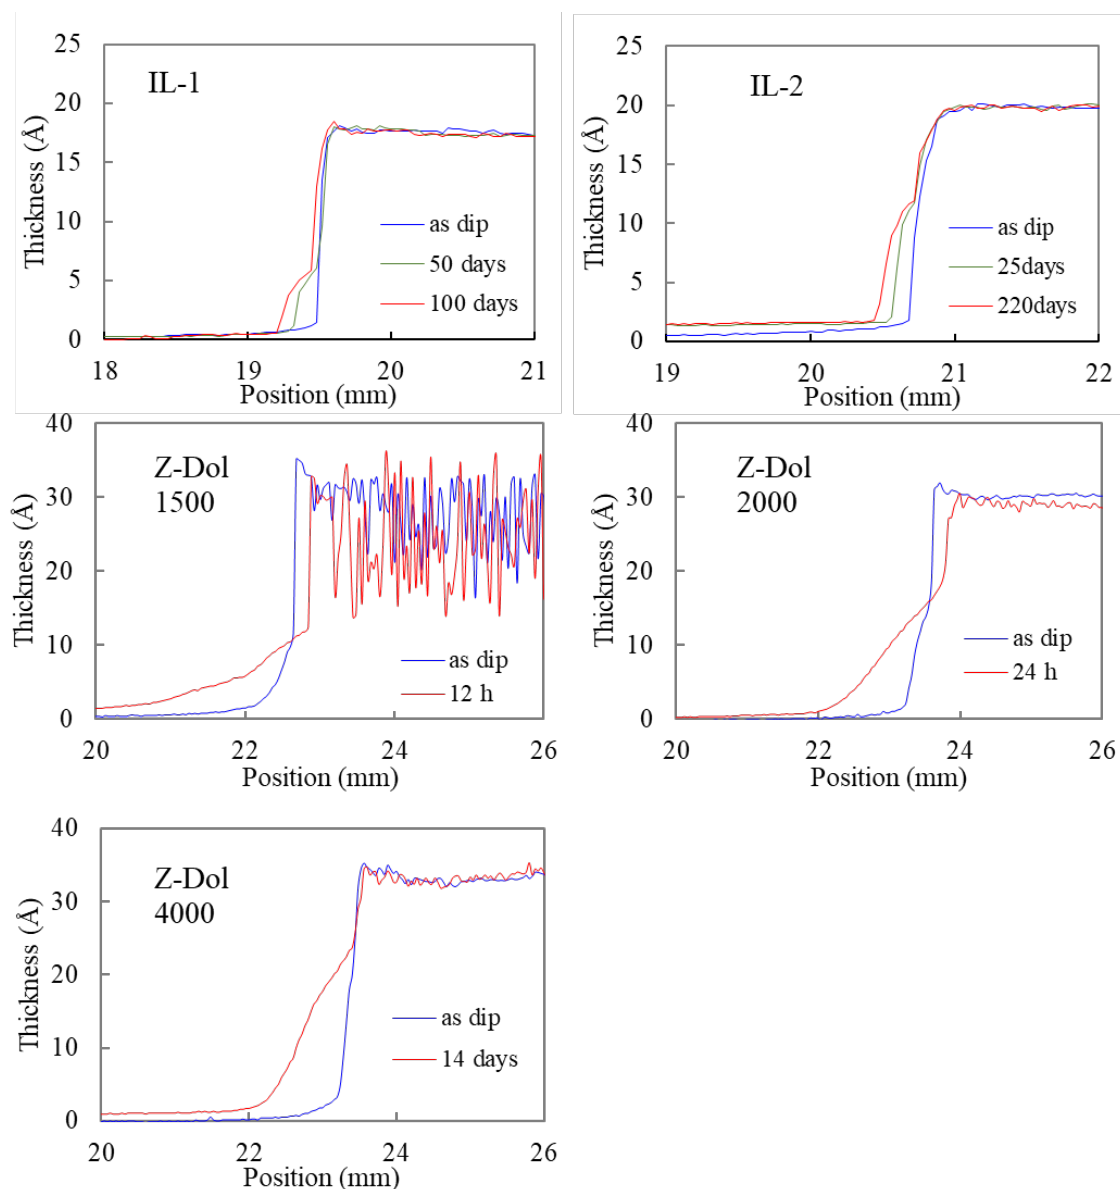 IL-1
Thickness (Å)
25
20
15
10
5
0
as dip
50 days
100 days
18 19 20 21
Position (mm)
IL-2
Thickness (Å)
25
20
15
10
5
0
as dip
25days
220days
19 20 21 22
Position (mm)
Z-Dol
1500
Thickness (Å)
40
30
20
10
0
as dip
12 h
20 22 24 26
Position (mm)
Z-Dol
2000
Thickness (Å)
40
30
20
10
0
as dip
24 h
20 22 24 26
Position (mm)
Z-Dol
4000
Thickness (Å)
40
30
20
10
0
as dip
14 days
20 22 24 26
Position (mm)